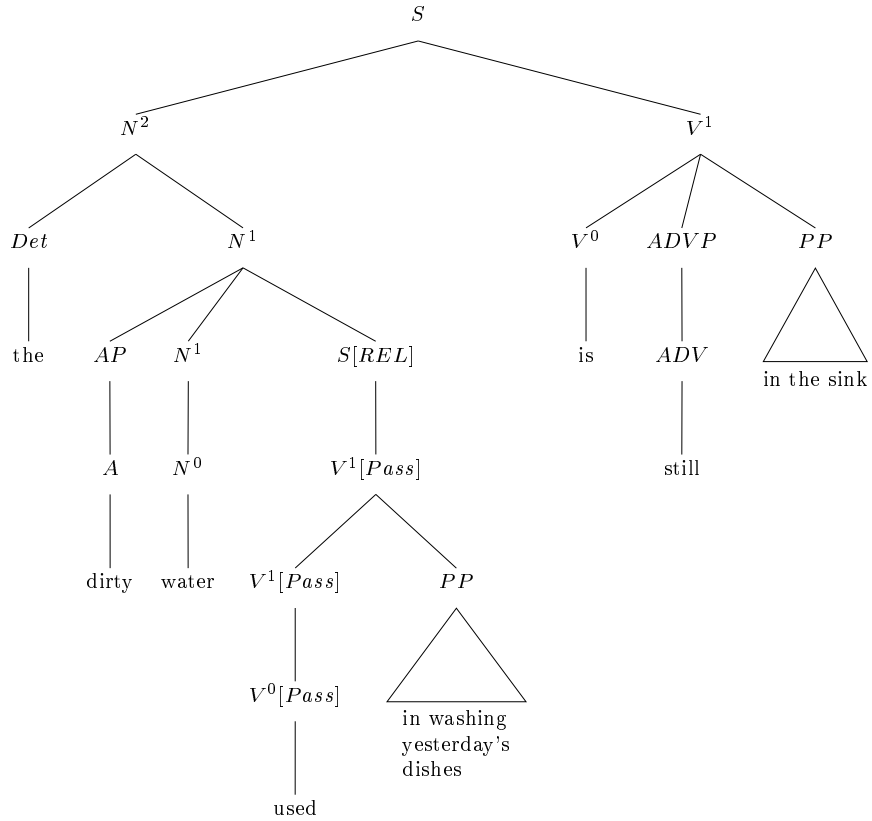 S
N² V¹
Det N¹ V⁰ ADVP PP
the AP N¹ S[REL] is ADV in the sink
A N⁰ V¹[Pass] still
dirty water V¹[Pass] PP
V⁰[Pass] in washing
yesterday's
dishes
used